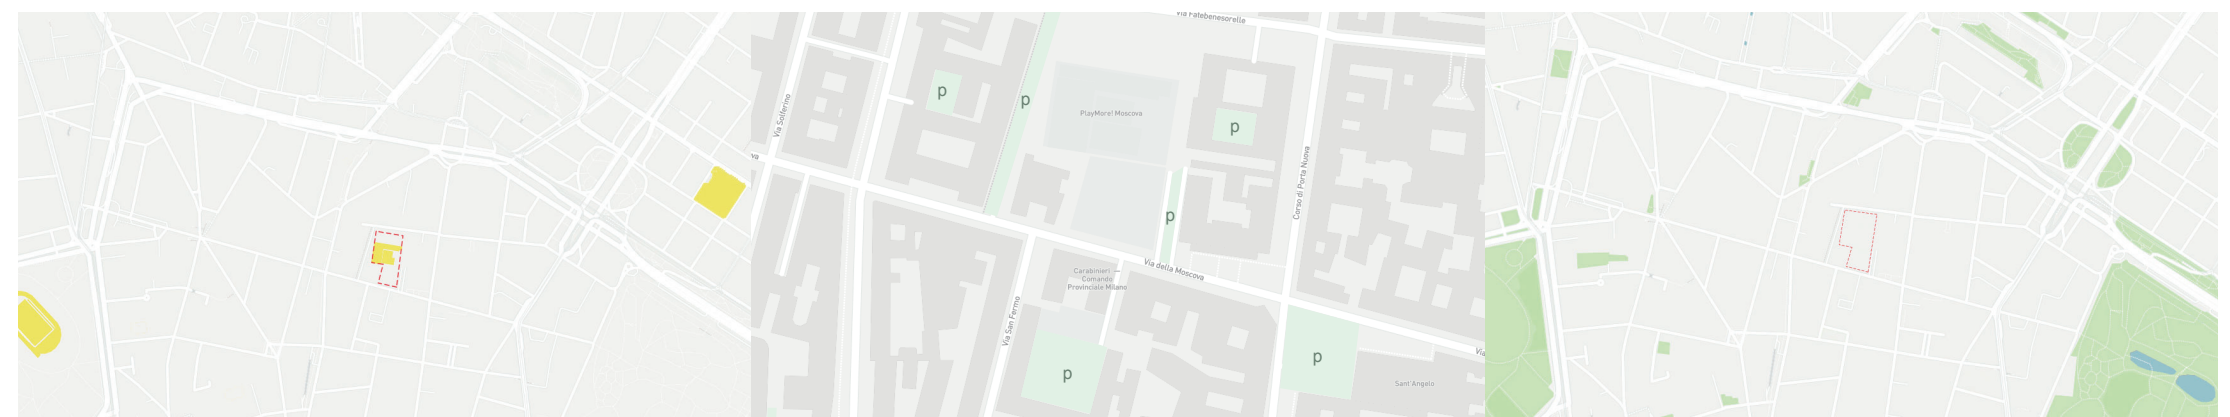 Via Fatebenesorelle
p
p
PlayMore! Moscova
p
Via Solferino
Corso di Porta Nuova
p
Via della Moscova
Carabinieri —
Comando
Provinciale Milano
Via San Fermo
p
p
Sant'Angelo
Via